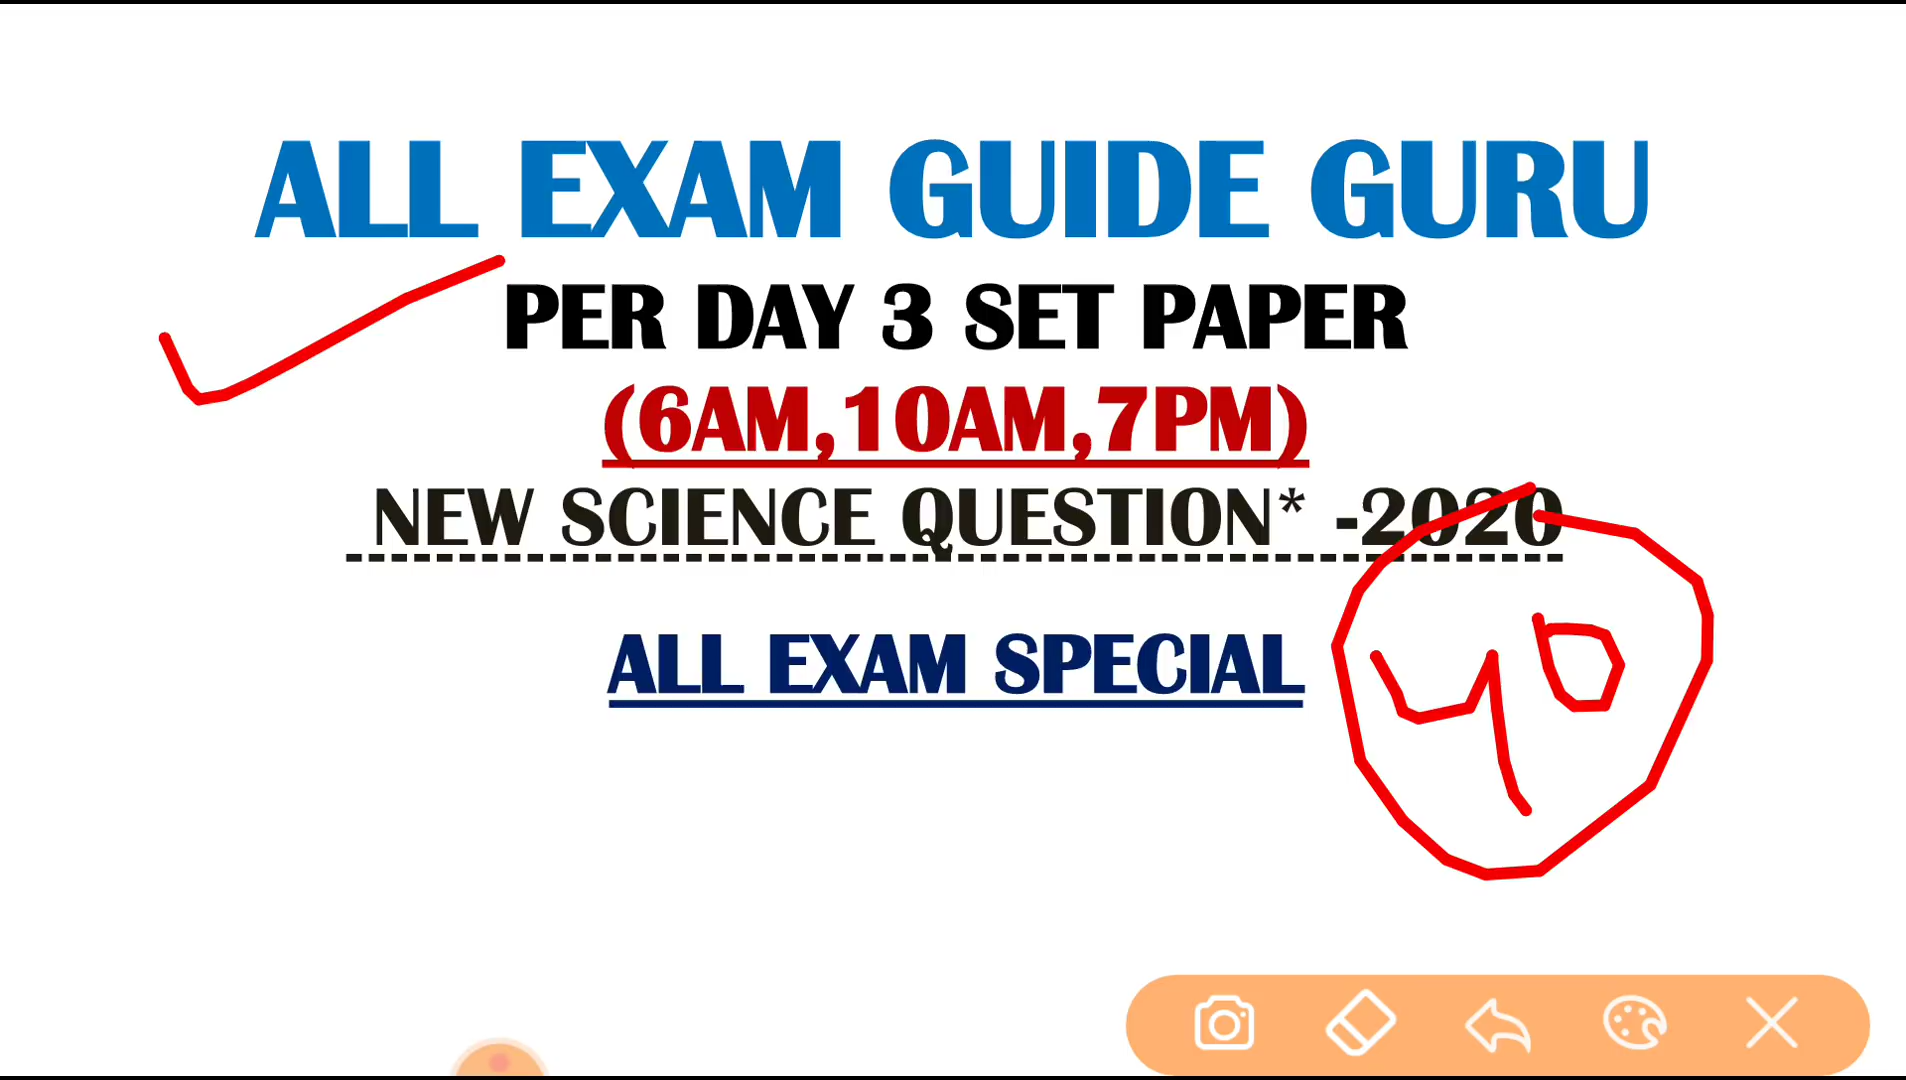 ALL EXAM GUIDE GURU
PER DAY 3 SET PAPER
(6AM,10AM,7PM)
NEW SCIENCE QUESTION* -2020
ALL EXAM SPECIAL
40